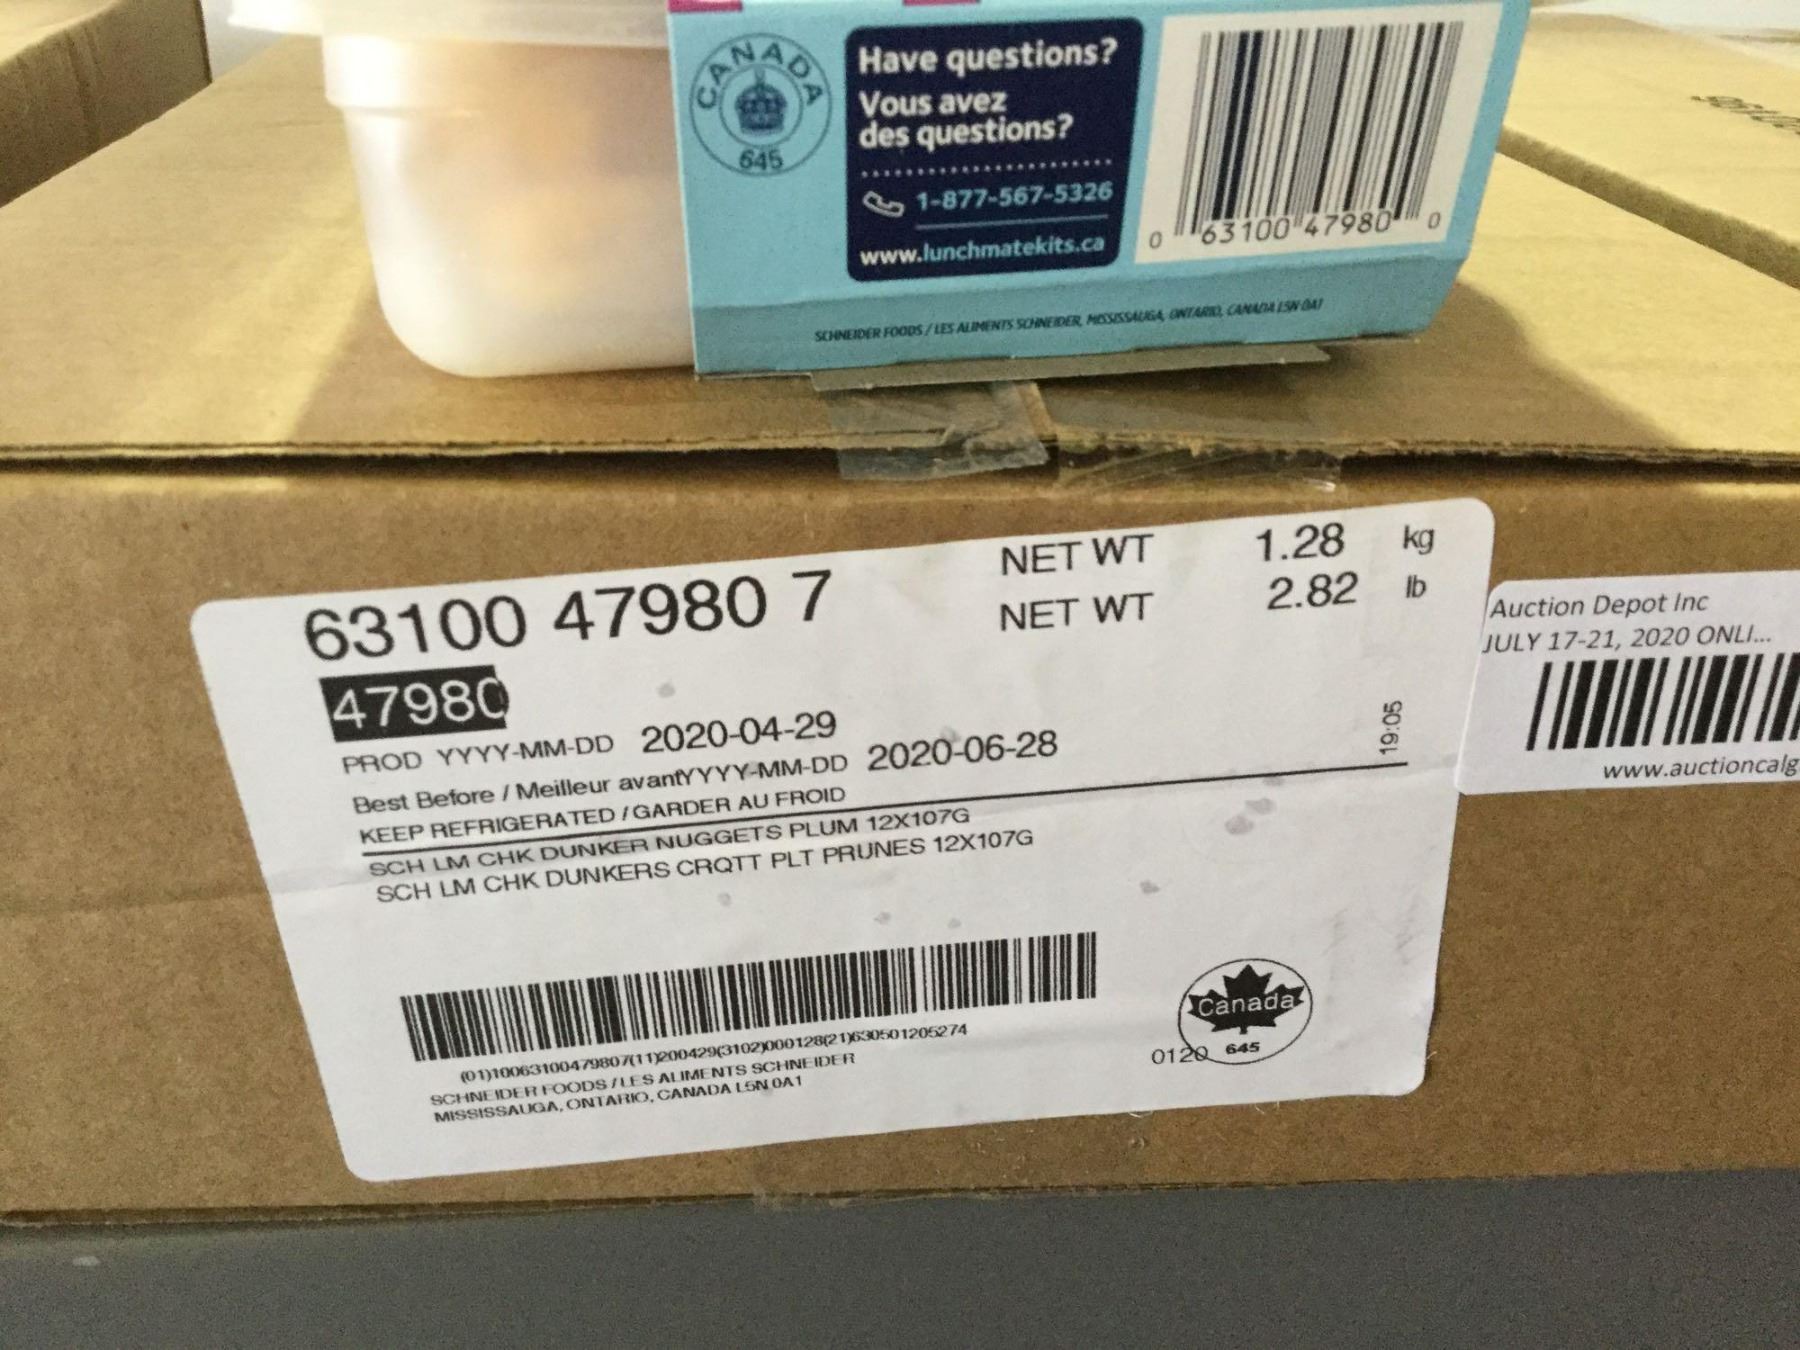 CANADA
645
Have questions?
Vous avez
des questions?
1-877-567-5326
www.lunchmatekits.ca
0 63100 47980 0
SCHNEIDER FOODS / LES ALIMENTS SCHNEIDER, MISSISSAUGA, ONTARIO, CANADA L5N 0A1
63100 47980 7
NET WT 1.28 kg
NET WT 2.82 lb
47980
PROD YYYY-MM-DD 2020-04-29
Best Before / Meilleur avantYYYY-MM-DD 2020-06-28
19:05
KEEP REFRIGERATED / GARDER AU FROID
SCH LM CHK DUNKER NUGGETS PLUM 12X107G
SCH LM CHK DUNKERS CRQTT PLT PRUNES 12X107G
(01)10063100479807(11)200429(3102)000128(21)630501205274
SCHNEIDER FOODS / LES ALIMENTS SCHNEIDER
MISSISSAUGA, ONTARIO, CANADA L5N 0A1
Canada
645
0120
Auction Depot Inc
JULY 17-21, 2020 ONLI...
www.auctioncalg